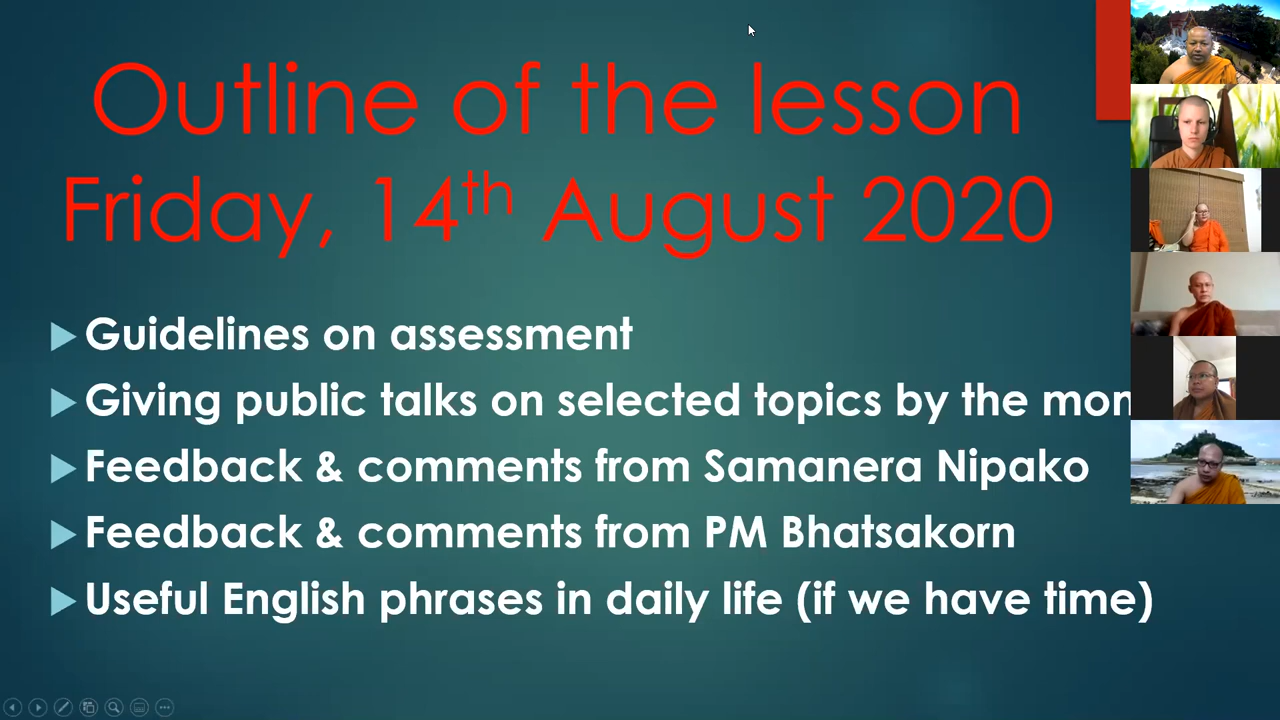 Outline of the lesson
Friday, 14th August 2020
Guidelines on assessment
Giving public talks on selected topics by the
Feedback & comments from Samanera Nipako
Feedback & comments from PM Bhatsakorn
Useful English phrases in daily life (if we have time)